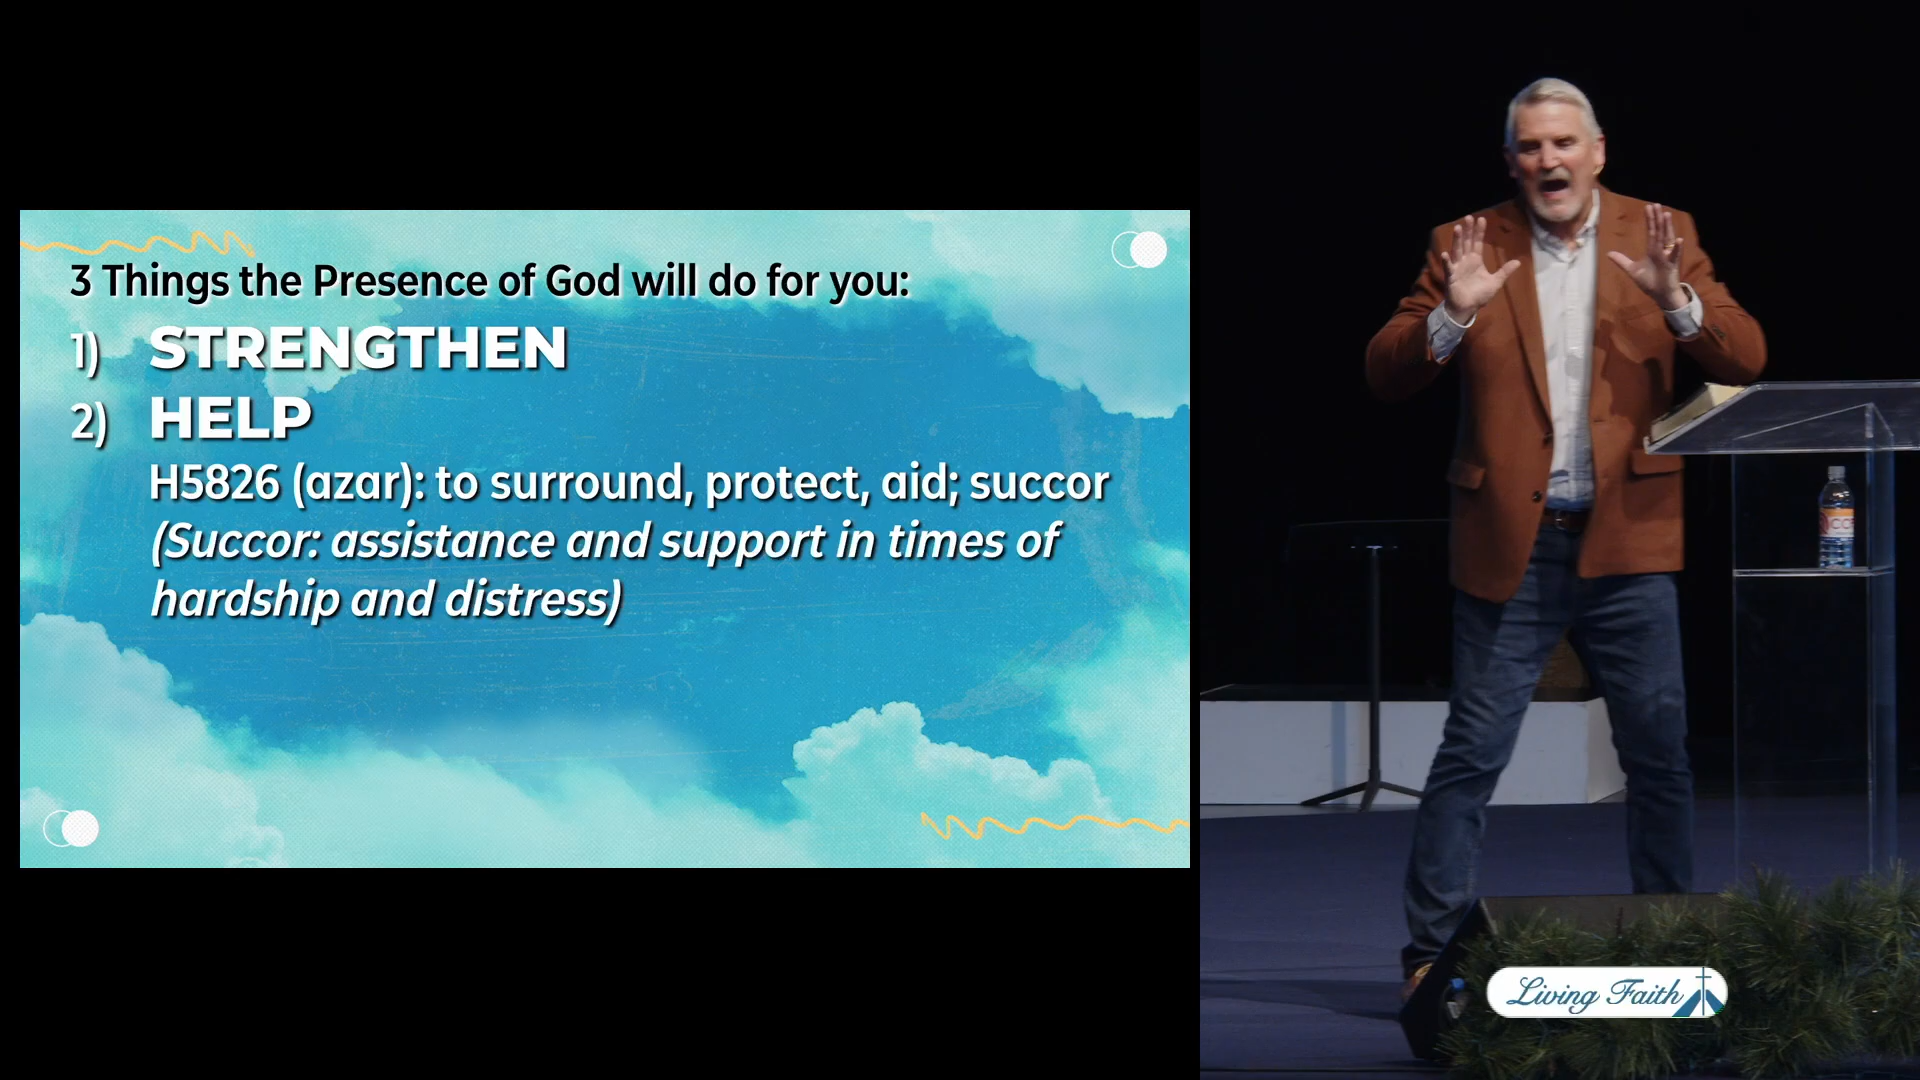 3 Things the Presence of God will do for you:
1) STRENGTHEN
2) HELP
H5826 (azar): to surround, protect, aid; succor
(Succor: assistance and support in times of
hardship and distress)
Living Faith